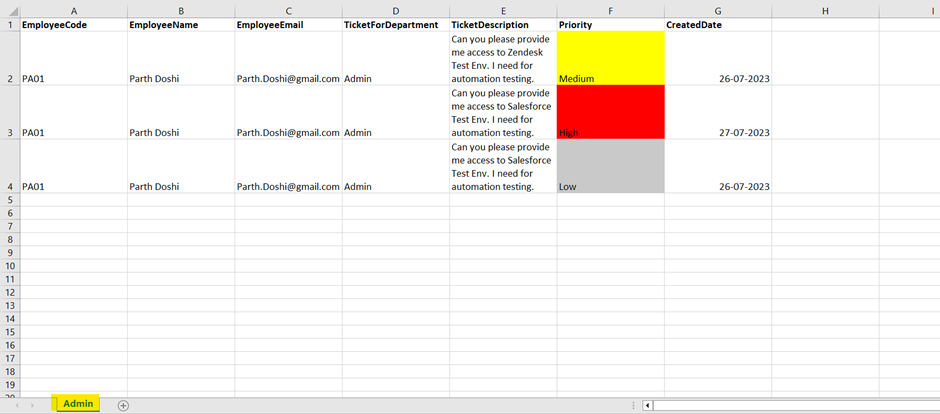 A B C D E F G H I
1 EmployeeCode EmployeeName EmployeeEmail TicketForDepartment TicketDescription Priority CreatedDate
Can you please provide
me access to Zendesk
Test Env. I need for
2 PA01 Parth Doshi Parth.Doshi@gmail.com Admin automation testing. Medium 26-07-2023
Can you please provide
me access to Salesforce
Test Env. I need for
3 PA01 Parth Doshi Parth.Doshi@gmail.com Admin automation testing. High 27-07-2023
Can you please provide
me access to Salesforce
Test Env. I need for
4 PA01 Parth Doshi Parth.Doshi@gmail.com Admin automation testing. Low 26-07-2023
5
6
7
8
9
10
11
12
13
14
15
16
17
18
19
20
Admin